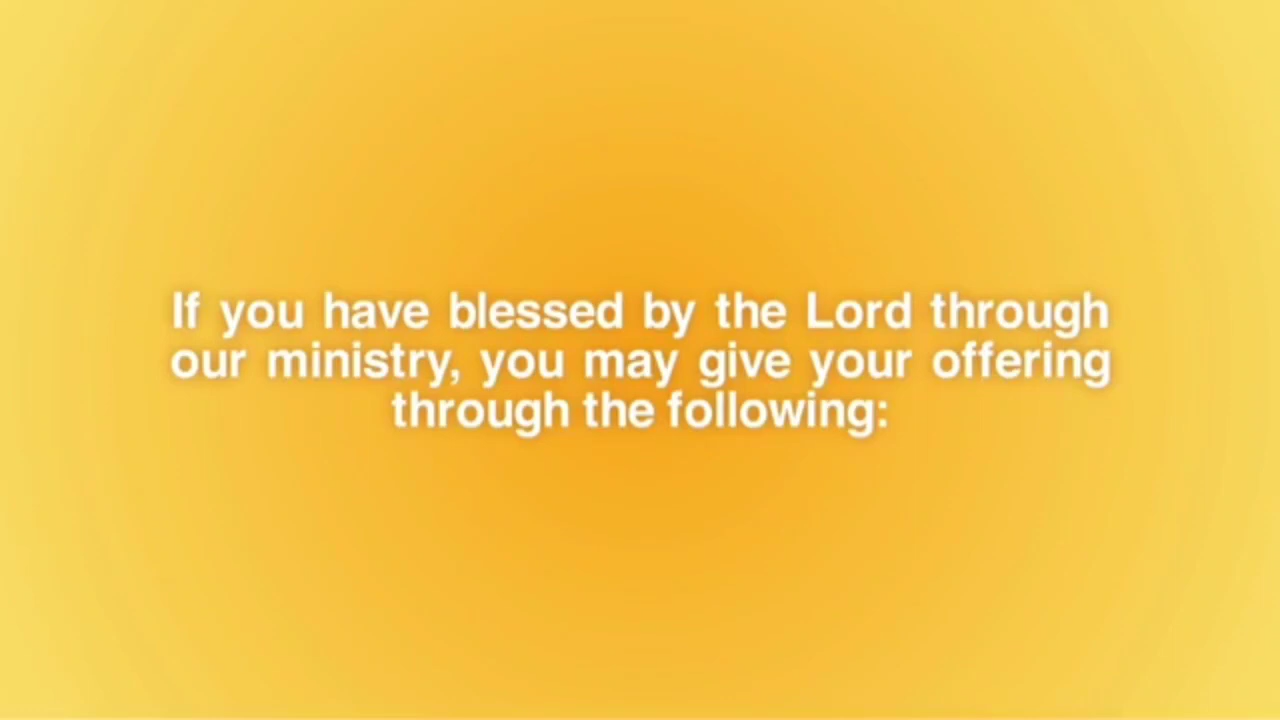 If you have blessed by the Lord through
our ministry, you may give your offering
through the following: